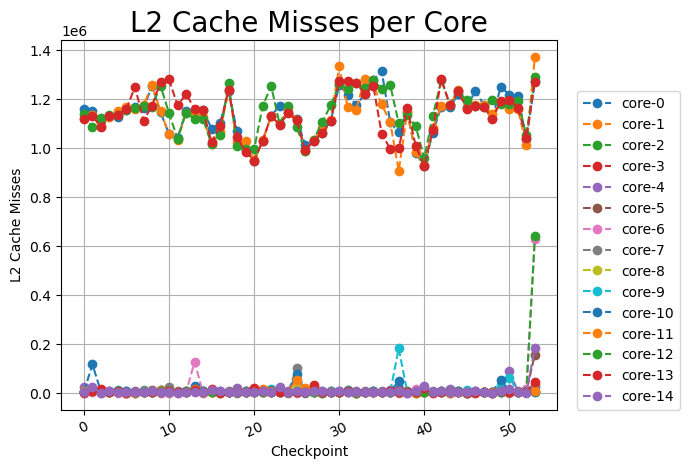 L2 Cache Misses per Core
1e6
1.4
1.2
1.0
0.8
0.6
0.4
0.2
0.0
L2 Cache Misses
0
10
20
30
40
50
Checkpoint
core-0
core-1
core-2
core-3
core-4
core-5
core-6
core-7
core-8
core-9
core-10
core-11
core-12
core-13
core-14